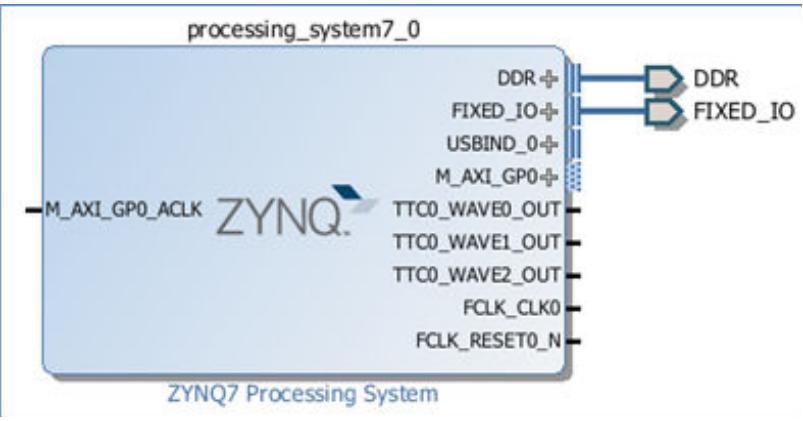 processing_system7_0
DDR
DDR
FIXED_IO
FIXED_IO
USBIND_0
M_AXI_GP0
M_AXI_GP0_ACLK
ZYNQ.
TTC0_WAVE0_OUT
TTC0_WAVE1_OUT
TTC0_WAVE2_OUT
FCLK_CLK0
FCLK_RESET0_N
ZYNQ7 Processing System